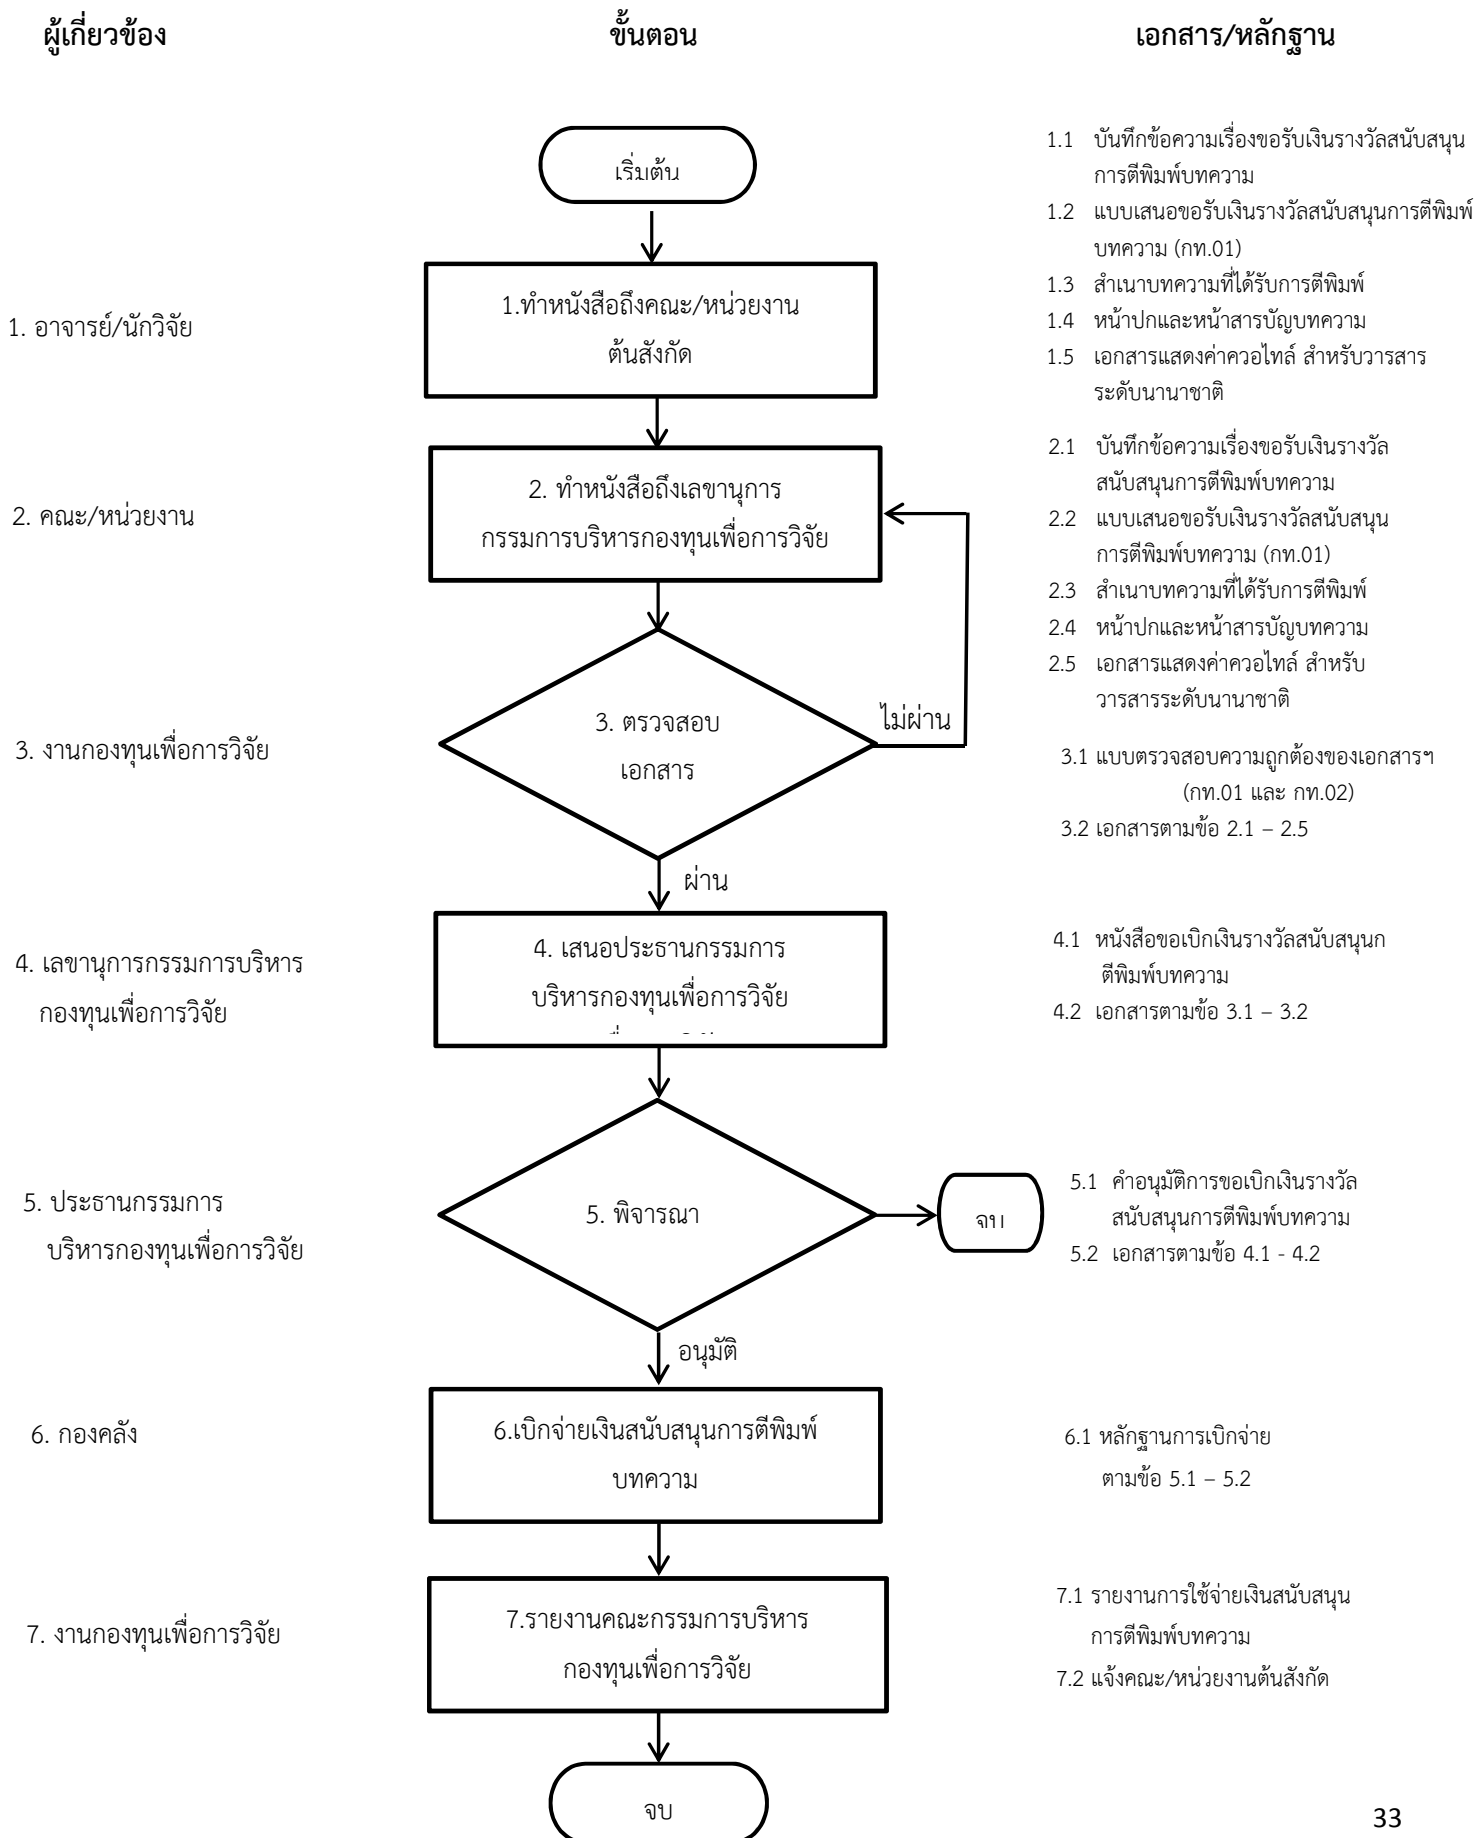 ผู้เกี่ยวข้อง
ขั้นตอน
เอกสาร/หลักฐาน
เริ่มต้น
1. อาจารย์/นักวิจัย
1.ทำหนังสือถึงคณะ/หน่วยงาน
ต้นสังกัด
1.1 บันทึกข้อความเรื่องขอรับเงินรางวัลสนับสนุน
การตีพิมพ์บทความ
1.2 แบบเสนอขอรับเงินรางวัลสนับสนุนการตีพิมพ์
บทความ (กท.01)
1.3 สำเนาบทความที่ได้รับการตีพิมพ์
1.4 หน้าปกและหน้าสารบัญบทความ
1.5 เอกสารแสดงค่าควอไทล์ สำหรับวารสาร
ระดับนานาชาติ
2. คณะ/หน่วยงาน
2. ทำหนังสือถึงเลขานุการ
กรรมการบริหารกองทุนเพื่อการวิจัย
2.1 บันทึกข้อความเรื่องขอรับเงินรางวัล
สนับสนุนการตีพิมพ์บทความ
2.2 แบบเสนอขอรับเงินรางวัลสนับสนุน
การตีพิมพ์บทความ (กท.01)
2.3 สำเนาบทความที่ได้รับการตีพิมพ์
2.4 หน้าปกและหน้าสารบัญบทความ
2.5 เอกสารแสดงค่าควอไทล์ สำหรับ
วารสารระดับนานาชาติ
3. งานกองทุนเพื่อการวิจัย
3. ตรวจสอบ
เอกสาร
ไม่ผ่าน
ผ่าน
3.1 แบบตรวจสอบความถูกต้องของเอกสารฯ
(กท.01 และ กท.02)
3.2 เอกสารตามข้อ 2.1 – 2.5
4. เลขานุการกรรมการบริหาร
กองทุนเพื่อการวิจัย
4. เสนอประธานกรรมการ
บริหารกองทุนเพื่อการวิจัย
4.1 หนังสือขอเบิกเงินรางวัลสนับสนุนก
ตีพิมพ์บทความ
4.2 เอกสารตามข้อ 3.1 – 3.2
5. ประธานกรรมการ
บริหารกองทุนเพื่อการวิจัย
5. พิจารณา
จบ
อนุมัติ
5.1 คำอนุมัติการขอเบิกเงินรางวัล
สนับสนุนการตีพิมพ์บทความ
5.2 เอกสารตามข้อ 4.1 - 4.2
6. กองคลัง
6.เบิกจ่ายเงินสนับสนุนการตีพิมพ์
บทความ
6.1 หลักฐานการเบิกจ่าย
ตามข้อ 5.1 – 5.2
7. งานกองทุนเพื่อการวิจัย
7.รายงานคณะกรรมการบริหาร
กองทุนเพื่อการวิจัย
7.1 รายงานการใช้จ่ายเงินสนับสนุน
การตีพิมพ์บทความ
7.2 แจ้งคณะ/หน่วยงานต้นสังกัด
จบ
33